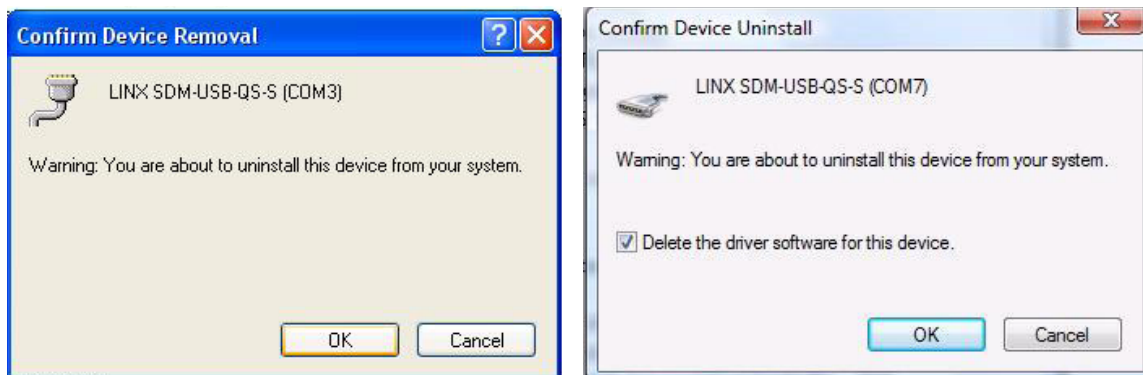 Confirm Device Removal
LINX SDM-USB-QS-S (COM3)
Warning: You are about to uninstall this device from your system.
OK
Cancel
Confirm Device Uninstall
LINX SDM-USB-QS-S (COM7)
Warning: You are about to uninstall this device from your system.
Delete the driver software for this device.
OK
Cancel